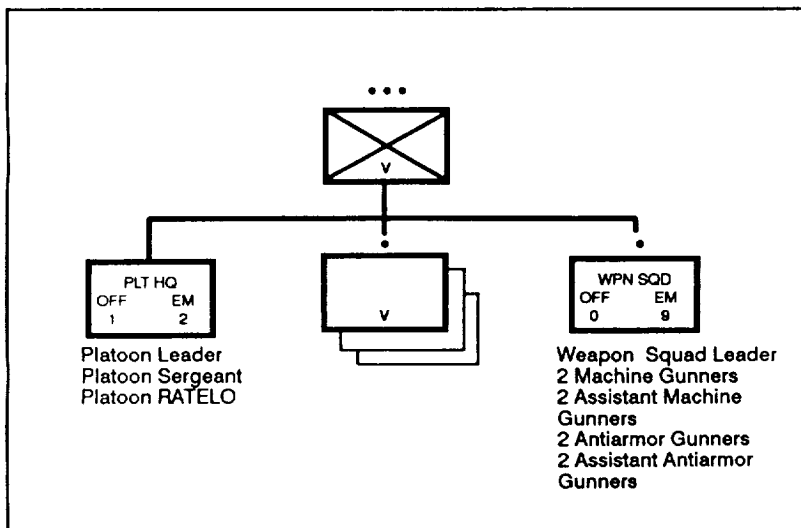 V
PLT HQ
OFF EM
1 2
Platoon Leader
Platoon Sergeant
Platoon RATELO
V
WPN SQD
OFF EM
0 9
Weapon Squad Leader
2 Machine Gunners
2 Assistant Machine
Gunners
2 Antiarmor Gunners
2 Assistant Antiarmor
Gunners